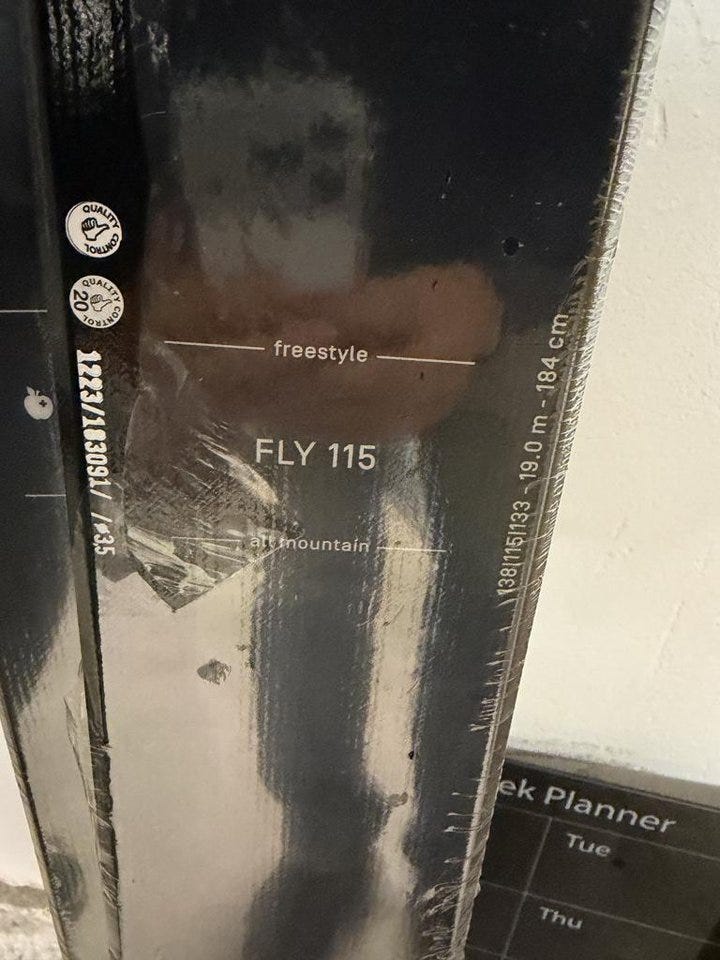 QUALITY CONTROL
QUALITY CONTROL
20
freestyle
FLY 115
all mountain
138|115|133 - 19.0 m - 184 cm
ek Planner
Tue
Thu